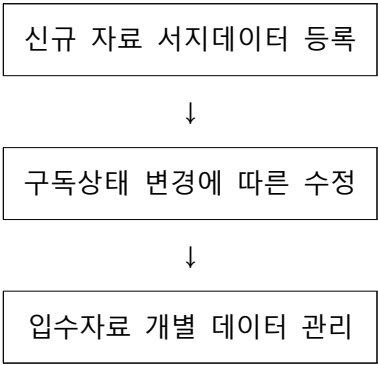 신규 자료 서지데이터 등록
↓
구독상태 변경에 따른 수정
↓
입수자료 개별 데이터 관리